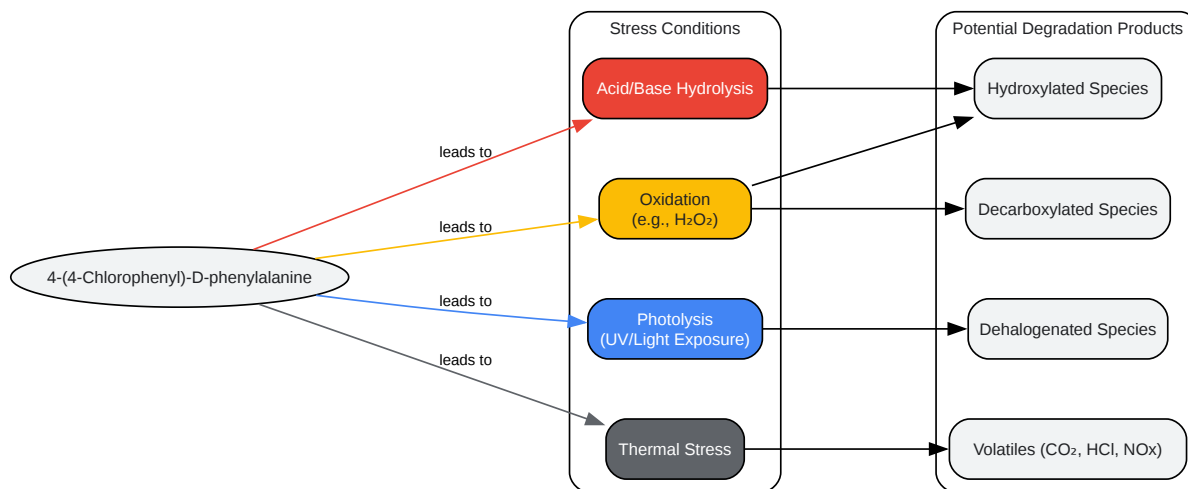 Stress Conditions
Potential Degradation Products
Acid/Base Hydrolysis
Hydroxylated Species
leads to
Oxidation
(e.g., H₂O₂)
Decarboxylated Species
leads to
4-(4-Chlorophenyl)-D-phenylalanine
leads to
Photolysis
(UV/Light Exposure)
Dehalogenated Species
leads to
Thermal Stress
Volatiles (CO₂, HCl, NOx)